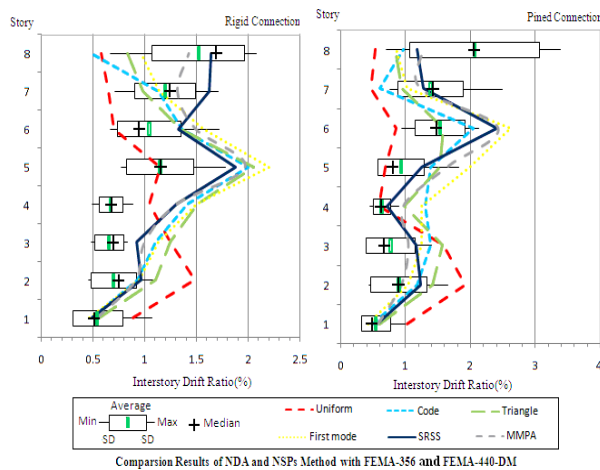 Story
Rigid Connection
8
7
6
5
4
3
2
1
0 0.5 1 1.5 2 2.5
Interstory Drift Ratio(%)
Story
Pined Connection
8
7
6
5
4
3
2
1
0 1 2 3 4
Interstory Drift Ratio(%)
Average
Min Max
SD SD
Median
Uniform
Code
Triangle
First mode
SRSS
MMPA
Comparsion Results of NDA and NSPs Method with FEMA-356 and FEMA-440-DM